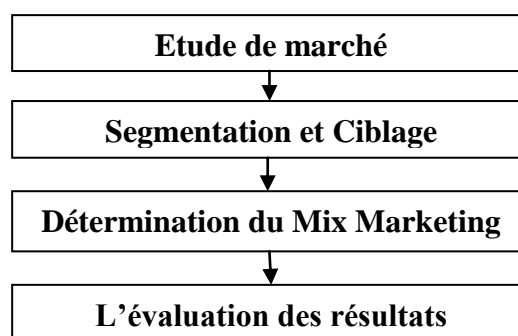 Etude de marché
Segmentation et Ciblage
Détermination du Mix Marketing
L’évaluation des résultats